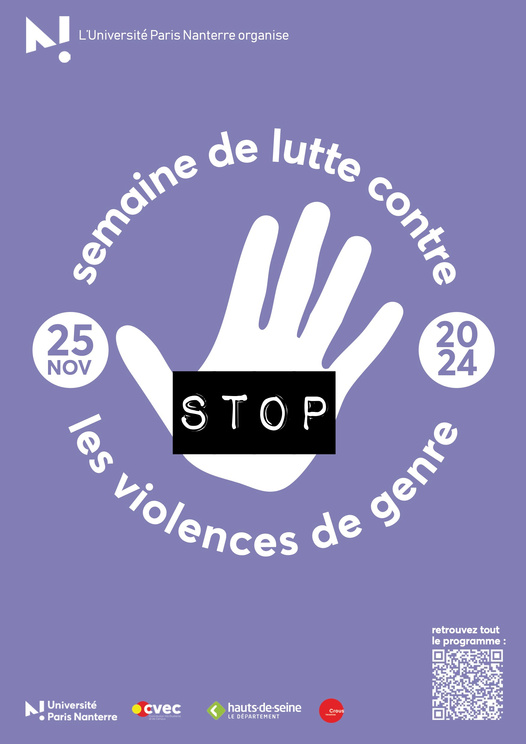 L'Université Paris Nanterre organise
semaine de lutte contre
25
NOV
20
24
STOP
les violences de genre
retrouvez tout
le programme :
Université
Paris Nanterre
cvec
hauts-de-seine
LE DÉPARTEMENT
Crous